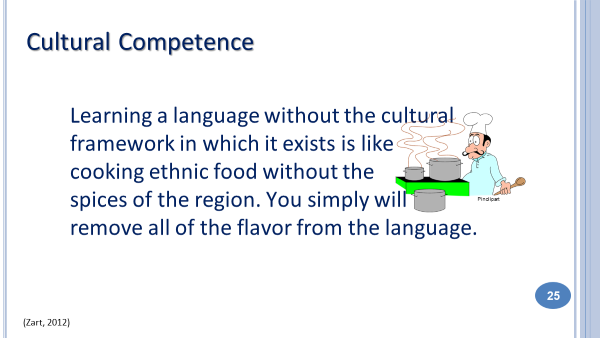 Cultural Competence
Learning a language without the cultural
framework in which it exists is like
cooking ethnic food without the
spices of the region. You simply will
remove all of the flavor from the language.
Pinclipart
25
(Zart, 2012)